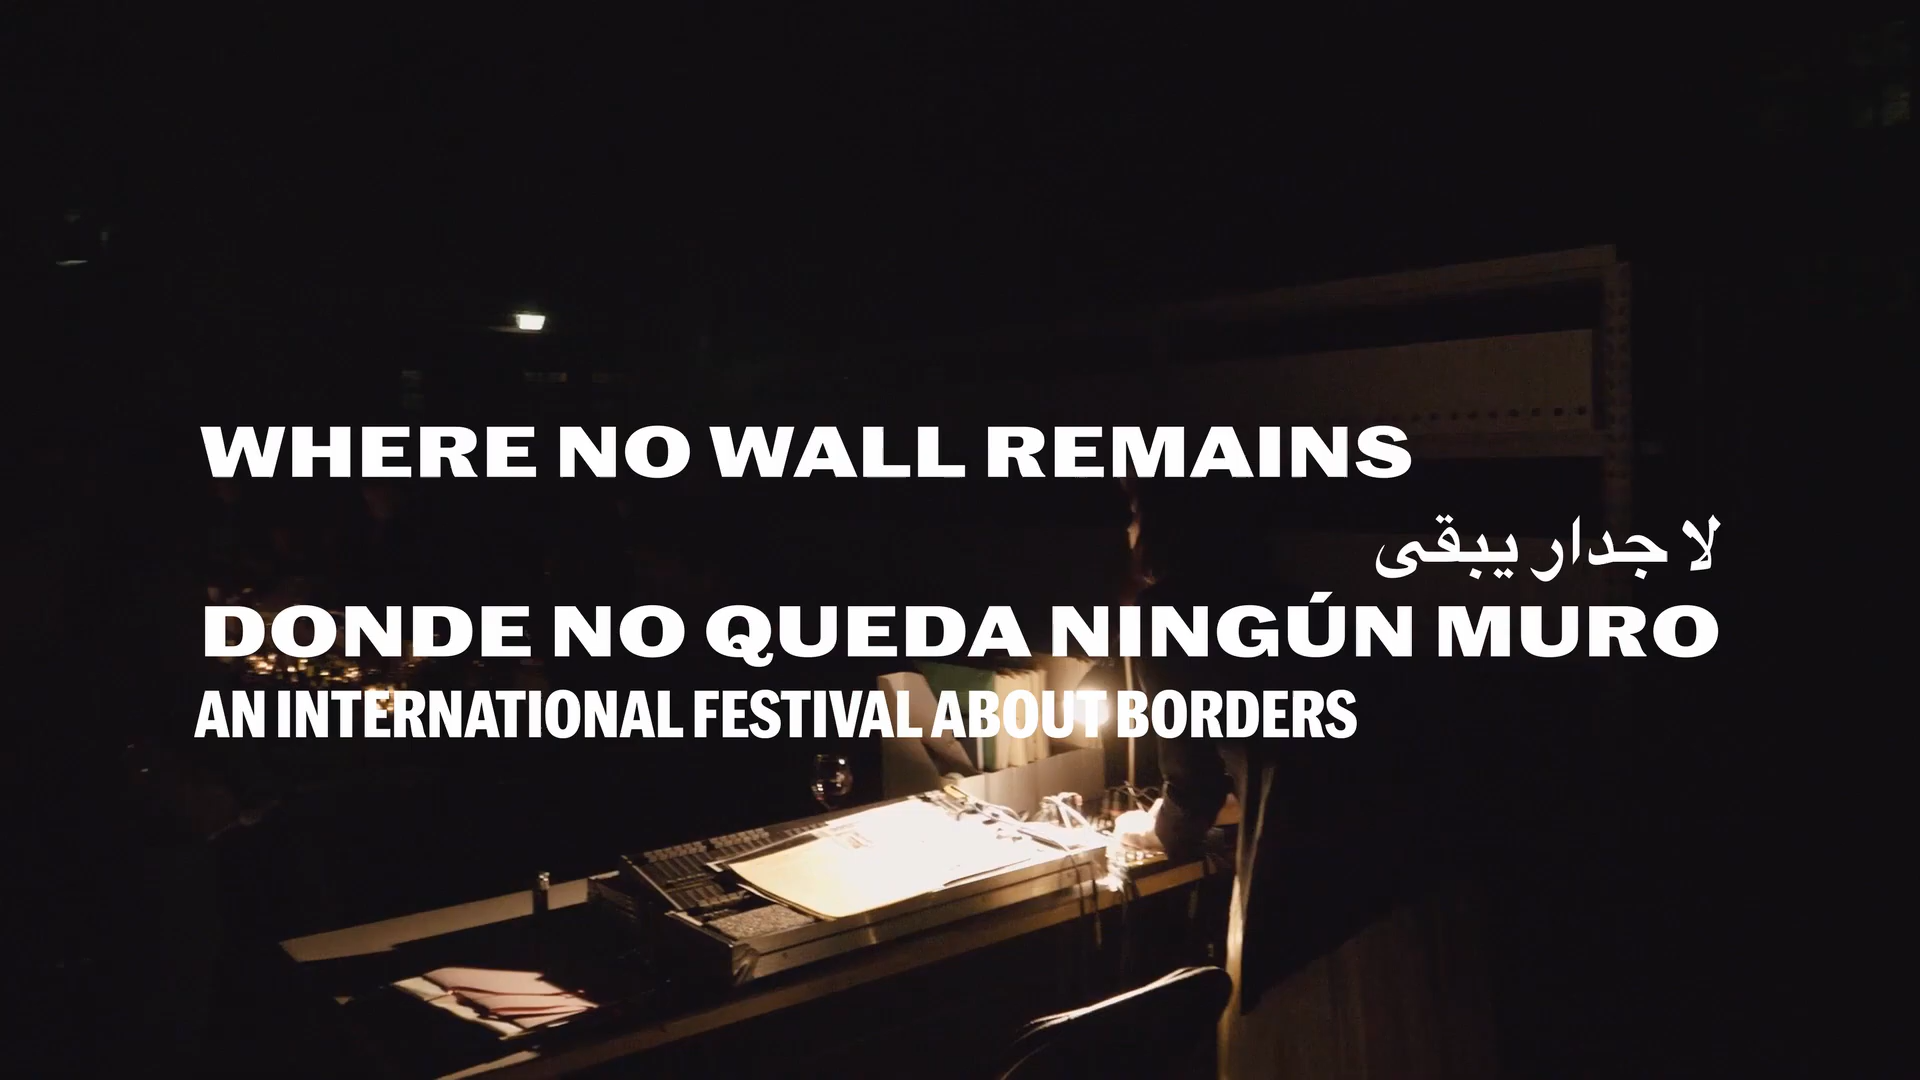 WHERE NO WALL REMAINS
لا جدار يبقى
DONDE NO QUEDA NINGÚN MURO
AN INTERNATIONAL FESTIVAL ABOUT BORDERS